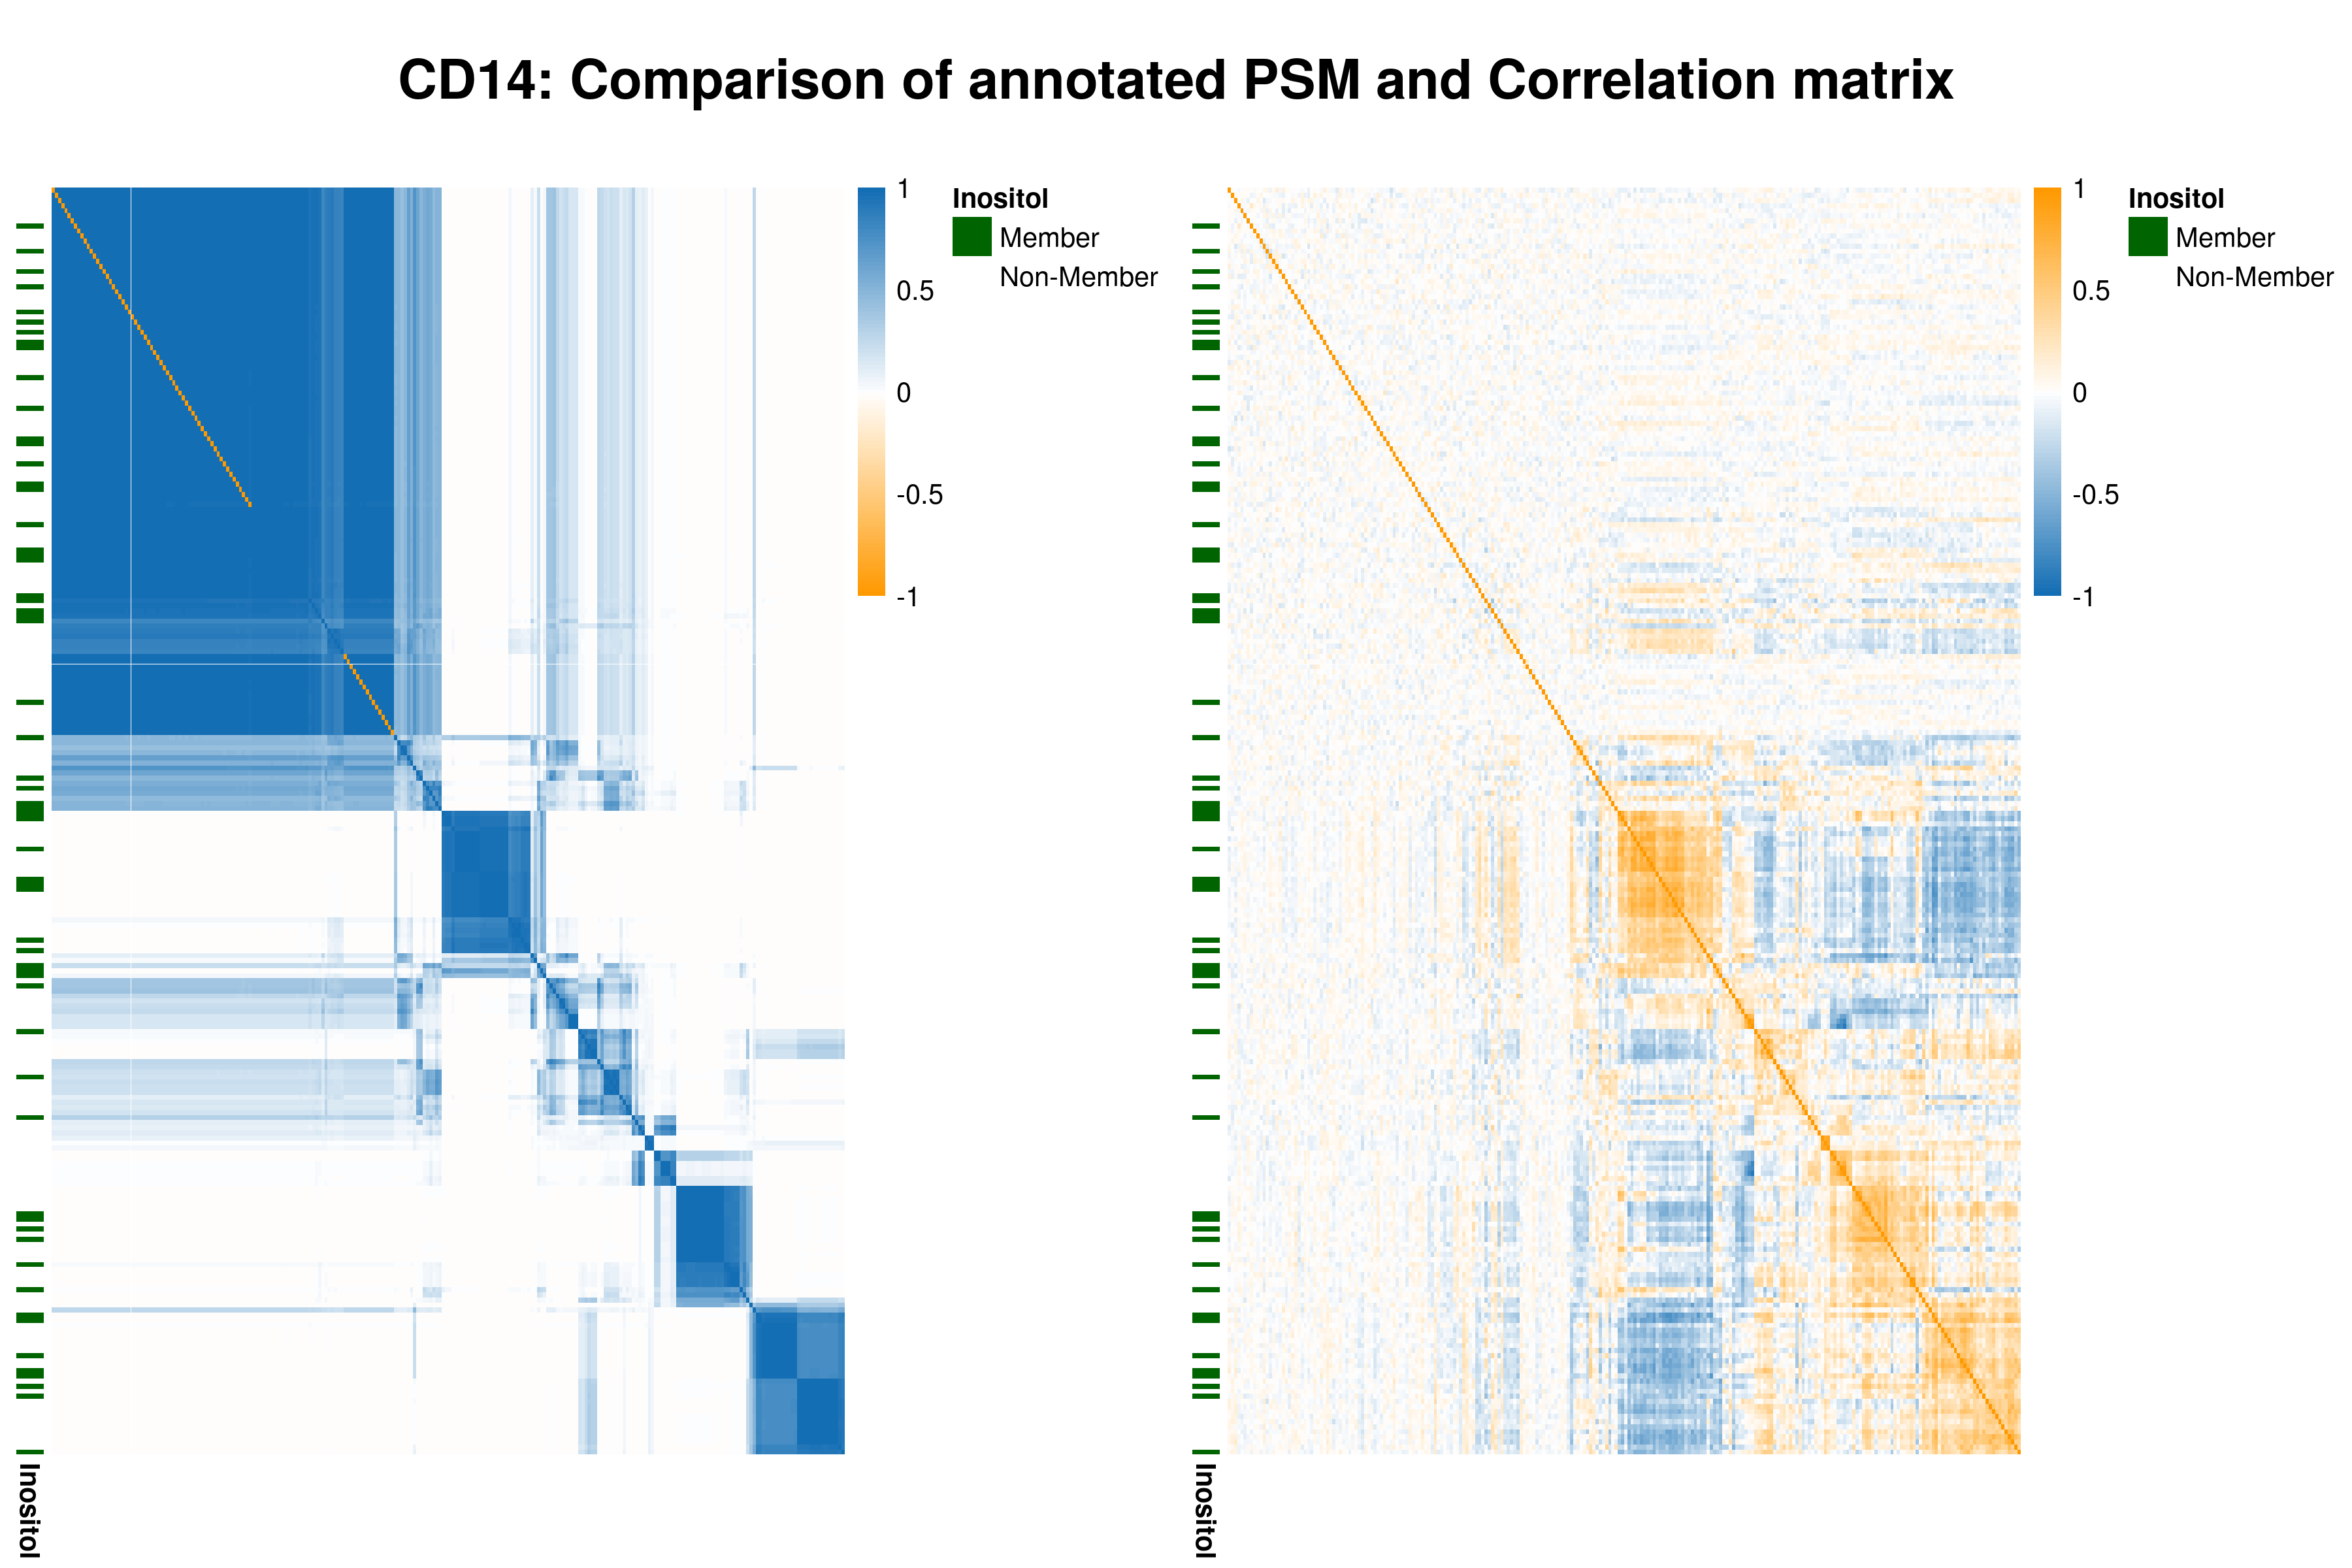 CD14: Comparison of annotated PSM and Correlation matrix
1
0.5
0
-0.5
-1
Inositol
Member
Non-Member
Inositol
1
0.5
0
-0.5
-1
Inositol
Member
Non-Member
Inositol